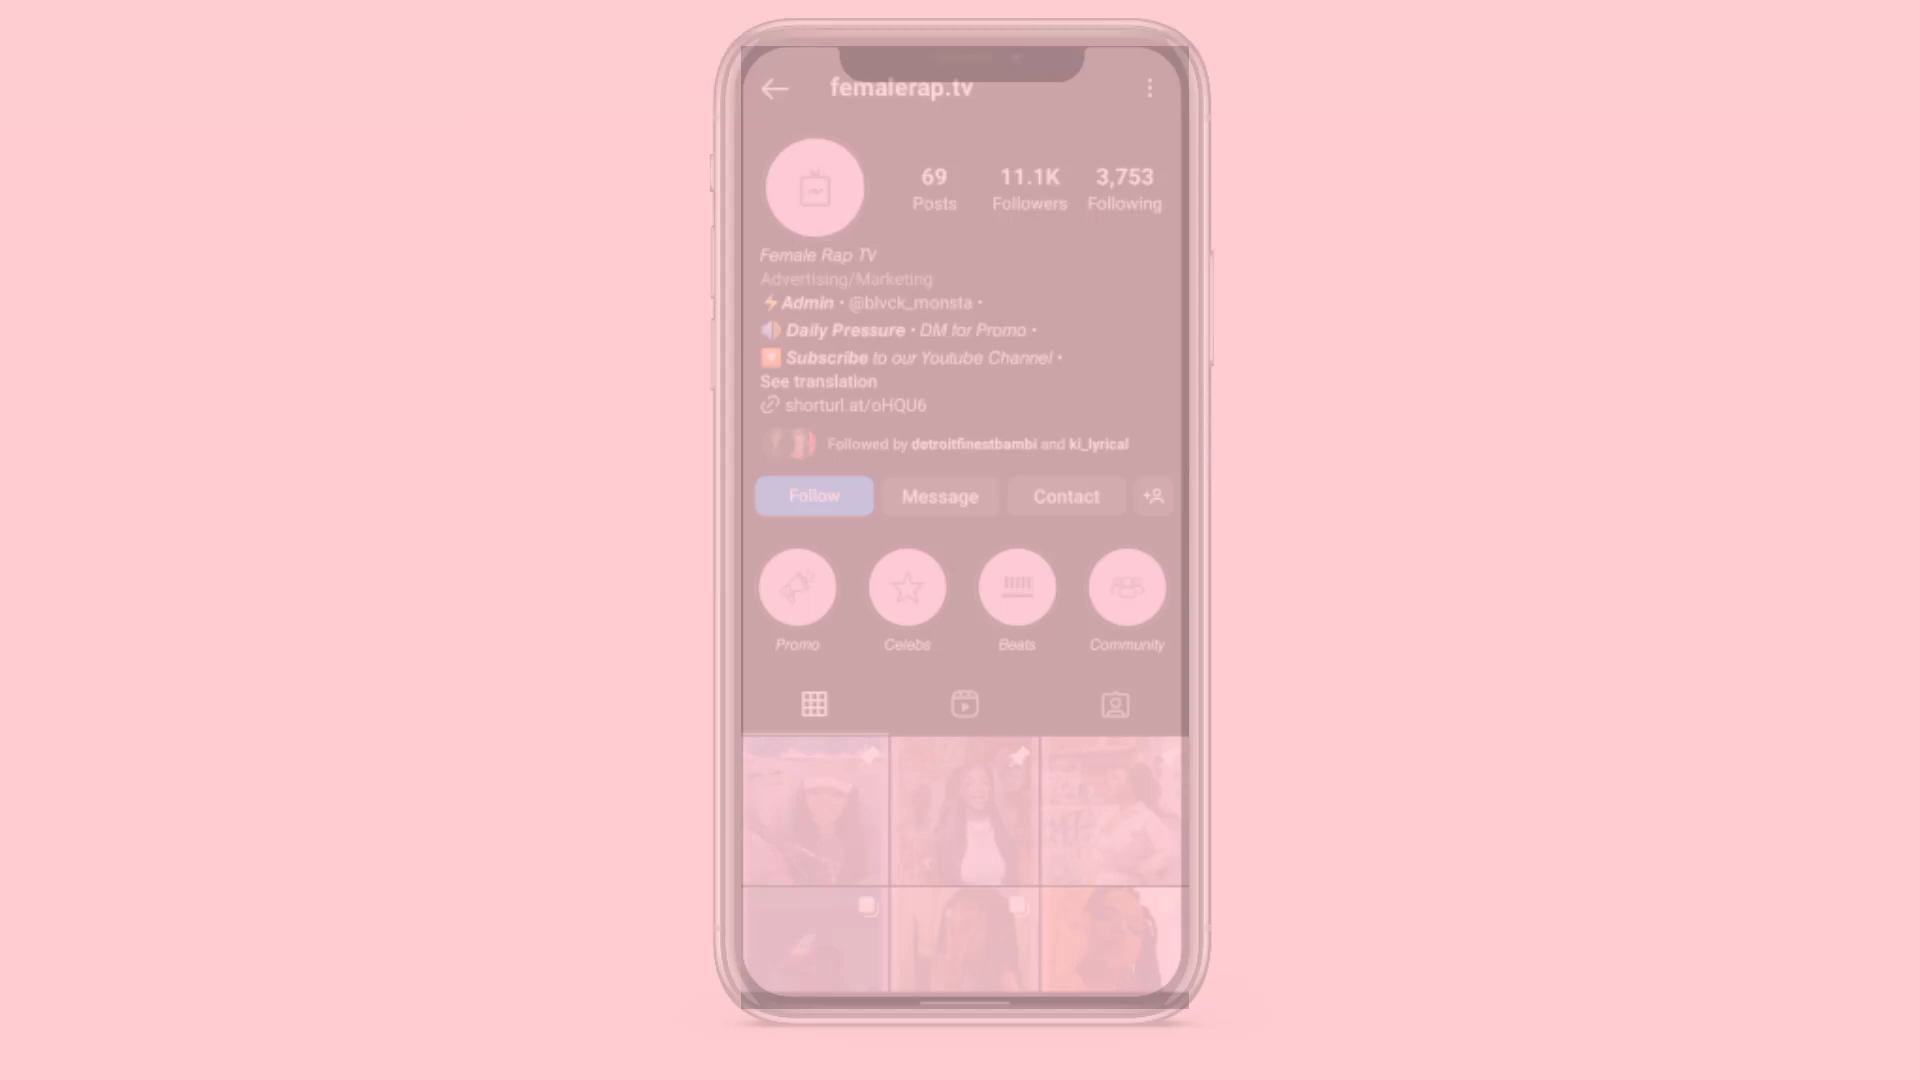 femalerap.tv
69 11.1K 3,753
Posts Followers Following
Female Rap TV
Advertising/Marketing
⚡Admin • @blvck_monsta •
🔊 Daily Pressure • DM for Promo •
▶️ Subscribe to our Youtube Channel •
See translation
shorturl.at/oHQU6
Followed by detroitfinestbambi and ki_lyrical
Follow Message Contact
Promo Celebs Beats Community